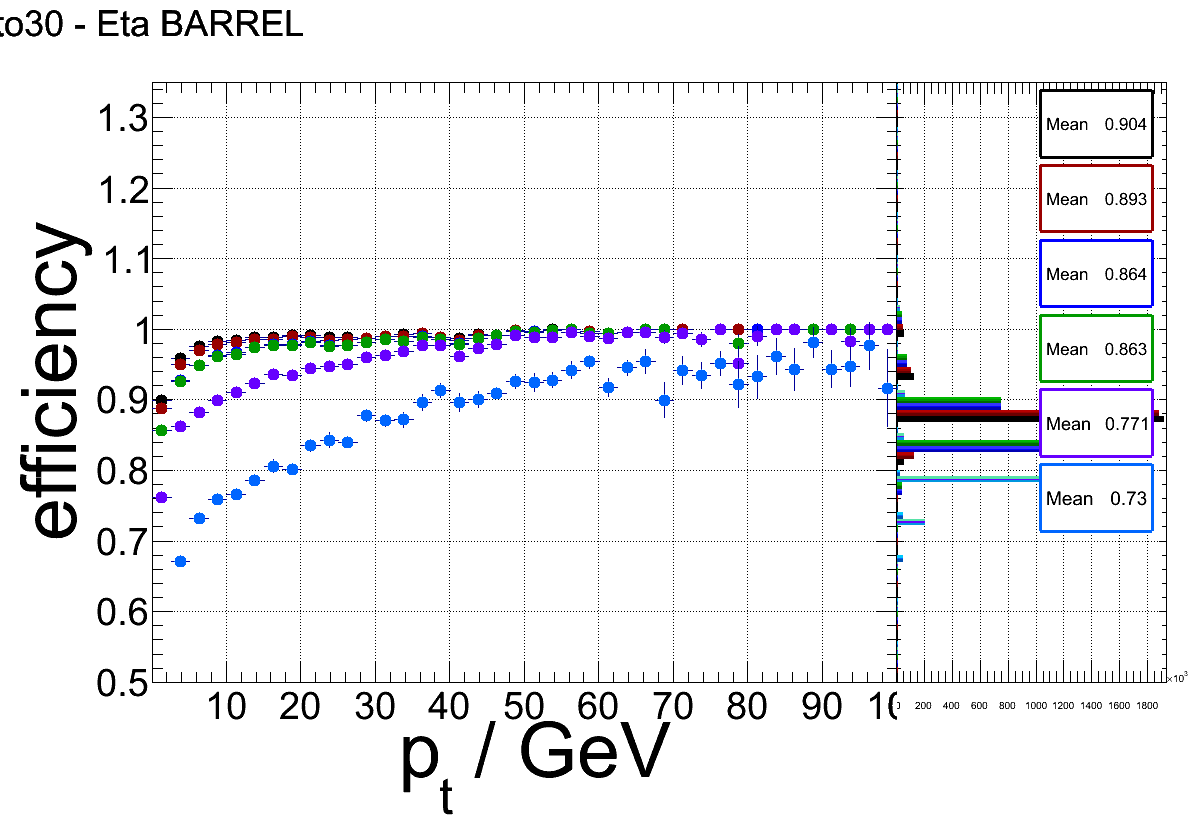 to30 - Eta BARREL
1.3
1.2
1.1
1
0.9
0.8
0.7
0.6
0.5
efficiency
10 20 30 40 50 60 70 80 90 10
p t / GeV
Mean 0.904
Mean 0.893
Mean 0.864
Mean 0.863
Mean 0.771
Mean 0.73
0 200 400 600 800 1000 1200 1400 1600 1800
×10³